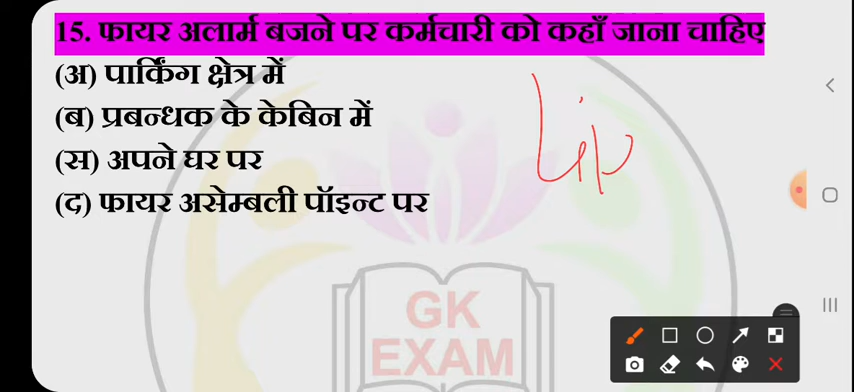 15. फायर अलार्म बजने पर कर्मचारी को कहाँ जाना चाहिए
(अ) पार्किंग क्षेत्र में
(ब) प्रबन्धक के केबिन में
(स) अपने घर पर
(द) फायर असेम्बली पॉइन्ट पर
GK
EXAM